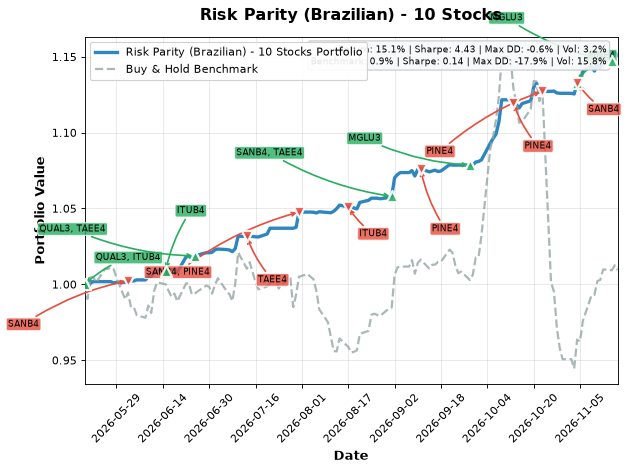 Risk Parity (Brazilian) - 10 Stocks
MGLU3
Risk Parity (Brazilian) - 10 Stocks Portfolio
Buy & Hold Benchmark
: 15.1% | Sharpe: 4.43 | Max DD: -0.6% | Vol: 3.2%
0.9% | Sharpe: 0.14 | Max DD: -17.9% | Vol: 15.8%
1.15
SANB4
1.10
MGLU3
PINE4
PINE4
SANB4, TAEE4
1.05
ITUB4
QUAL3, TAEE4
PINE4
ITUB4
QUAL3, ITUB4
SANB4, PINE4
TAEE4
1.00
SANB4
0.95
Portfolio Value
2026-05-29
2026-06-14
2026-06-30
2026-07-16
2026-08-01
2026-08-17
2026-09-02
2026-09-18
2026-10-04
2026-10-20
2026-11-05
Date